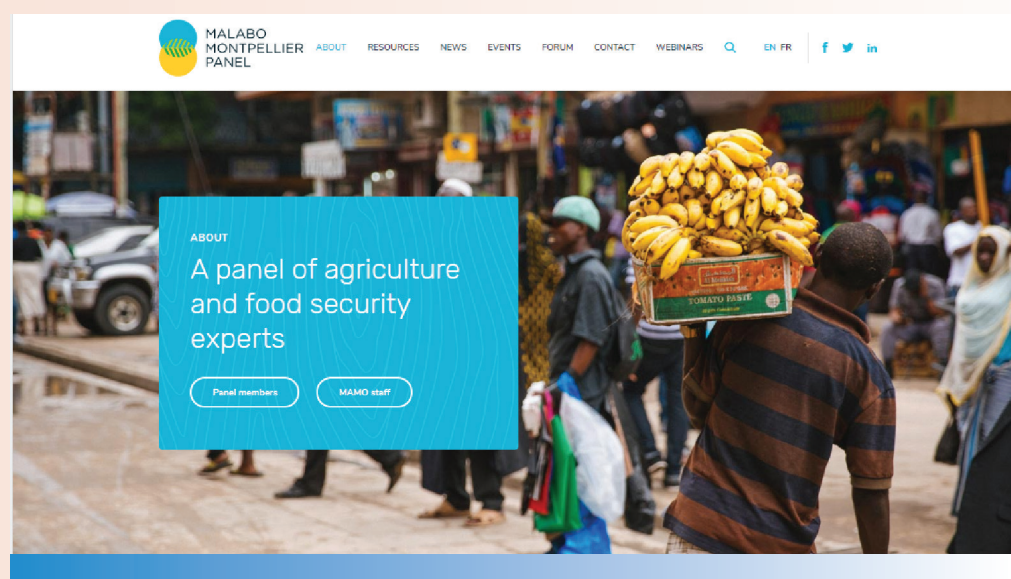 MALABO
MONTPELLIER
PANEL
ABOUT RESOURCES NEWS EVENTS FORUM CONTACT WEBINARS EN FR
ABOUT
A panel of agriculture
and food security
experts
Panel members MAMO staff
TOMATO PASTE